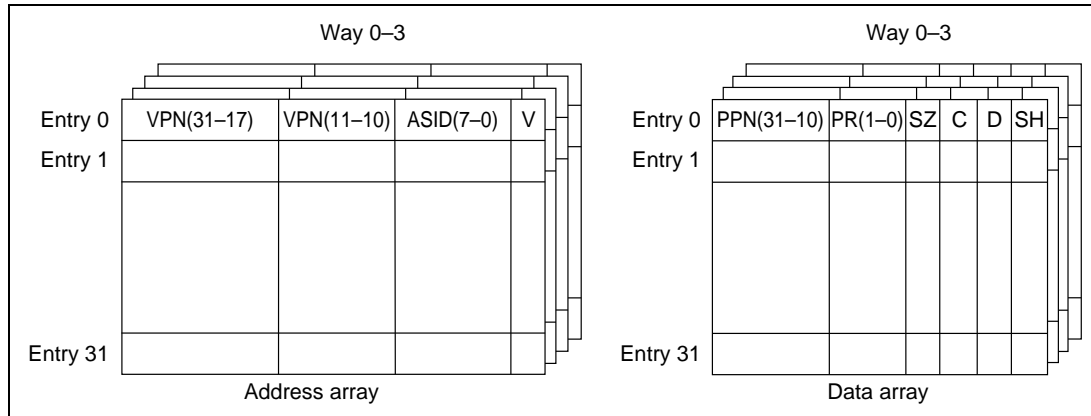 Way 0–3
Entry 0 VPN(31–17) VPN(11–10) ASID(7–0) V
Entry 1
Entry 31
Address array
Way 0–3
Entry 0 PPN(31–10) PR(1–0) SZ C D SH
Entry 1
Entry 31
Data array